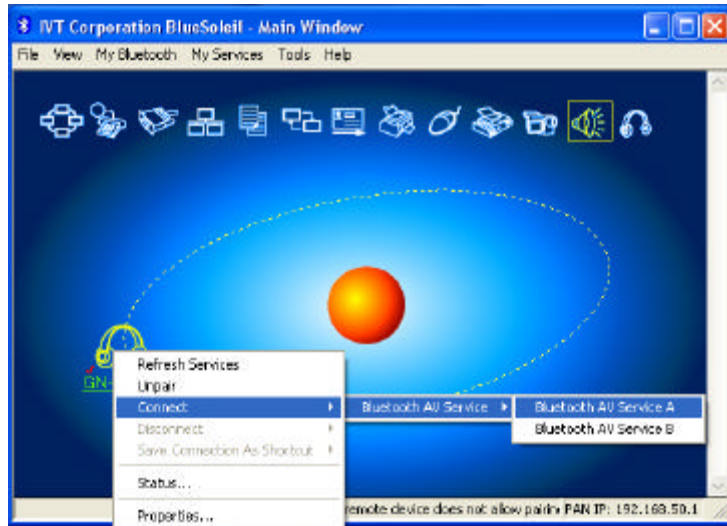 IVT Corporation BlueSoleil - Main Window
File View My Bluetooth My Services Tools Help
GN-
Refresh Services
Unpair
Connect
Bluetooth AV Service
Bluetooth AV Service A
Bluetooth AV Service B
Disconnect
Save Connection As Shortcut
Status...
Properties...
remote device does not allow pairin PAN IP: 192.168.50.1